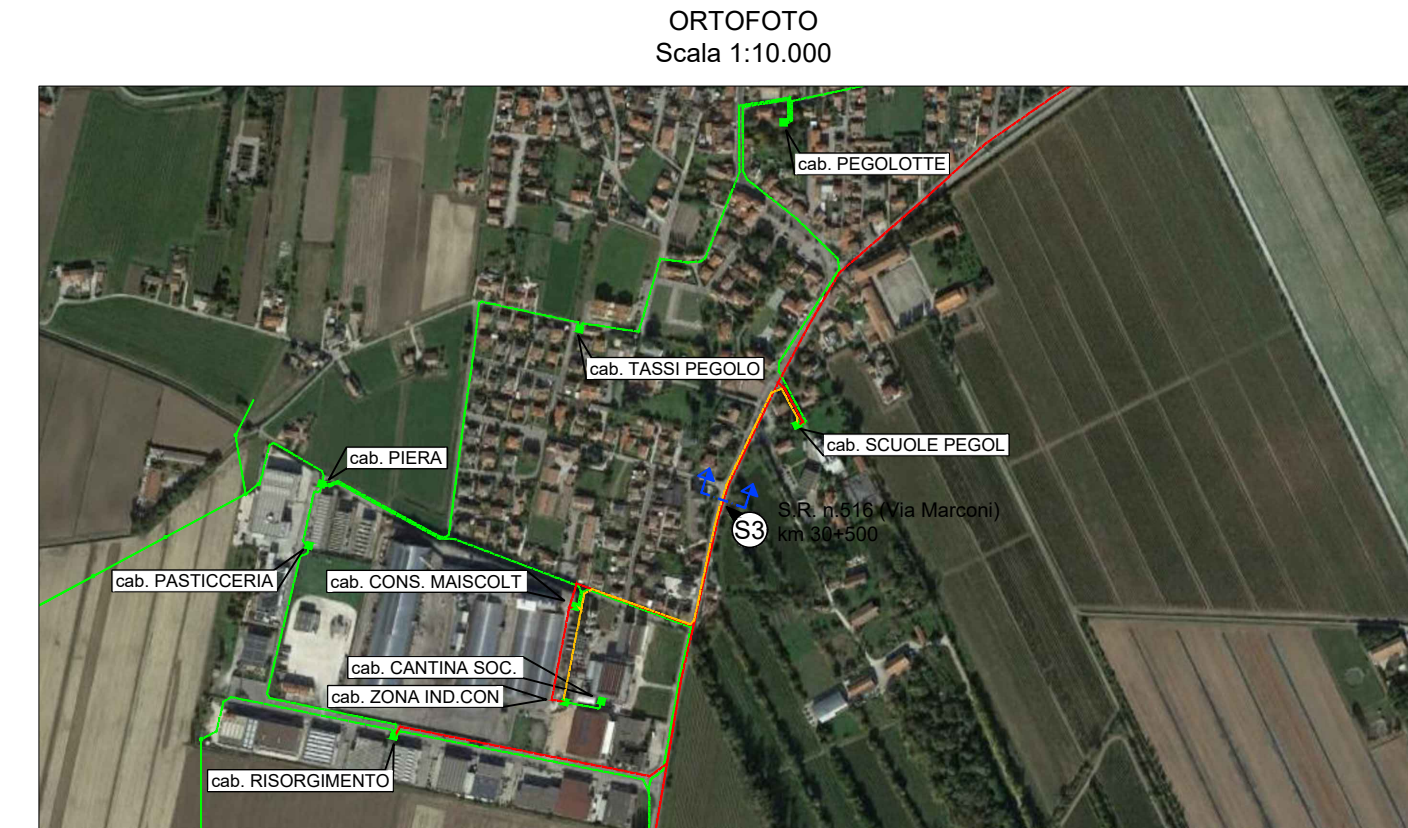 ORTOFOTO
Scala 1:10.000
cab. PEGOLOTTE
cab. TASSI PEGOLO
cab. SCUOLE PEGOL
cab. PIERA
S.R. n.516 (Via Marconi)
S3
km 30+500
cab. PASTICCERIA
cab. CONS. MAISCOLT
cab. CANTINA SOC.
cab. ZONA IND.CON
cab. RISORGIMENTO